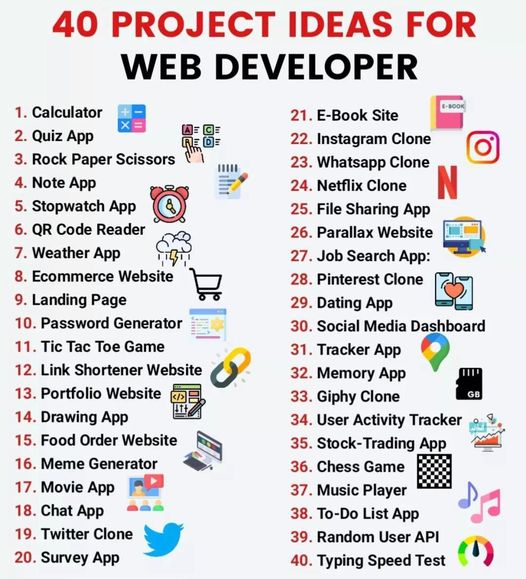 40 PROJECT IDEAS FOR
WEB DEVELOPER
1. Calculator
2. Quiz App
3. Rock Paper Scissors
4. Note App
5. Stopwatch App
6. QR Code Reader
7. Weather App
8. Ecommerce Website
9. Landing Page
10. Password Generator
11. Tic Tac Toe Game
12. Link Shortener Website
13. Portfolio Website
14. Drawing App
15. Food Order Website
16. Meme Generator
17. Movie App
18. Chat App
19. Twitter Clone
20. Survey App
A B C D
21. E-Book Site
E-BOOK
22. Instagram Clone
23. Whatsapp Clone
24. Netflix Clone
N
25. File Sharing App
26. Parallax Website
27. Job Search App:
28. Pinterest Clone
29. Dating App
30. Social Media Dashboard
31. Tracker App
32. Memory App
GB
33. Giphy Clone
34. User Activity Tracker
35. Stock-Trading App
36. Chess Game
37. Music Player
38. To-Do List App
39. Random User API
40. Typing Speed Test